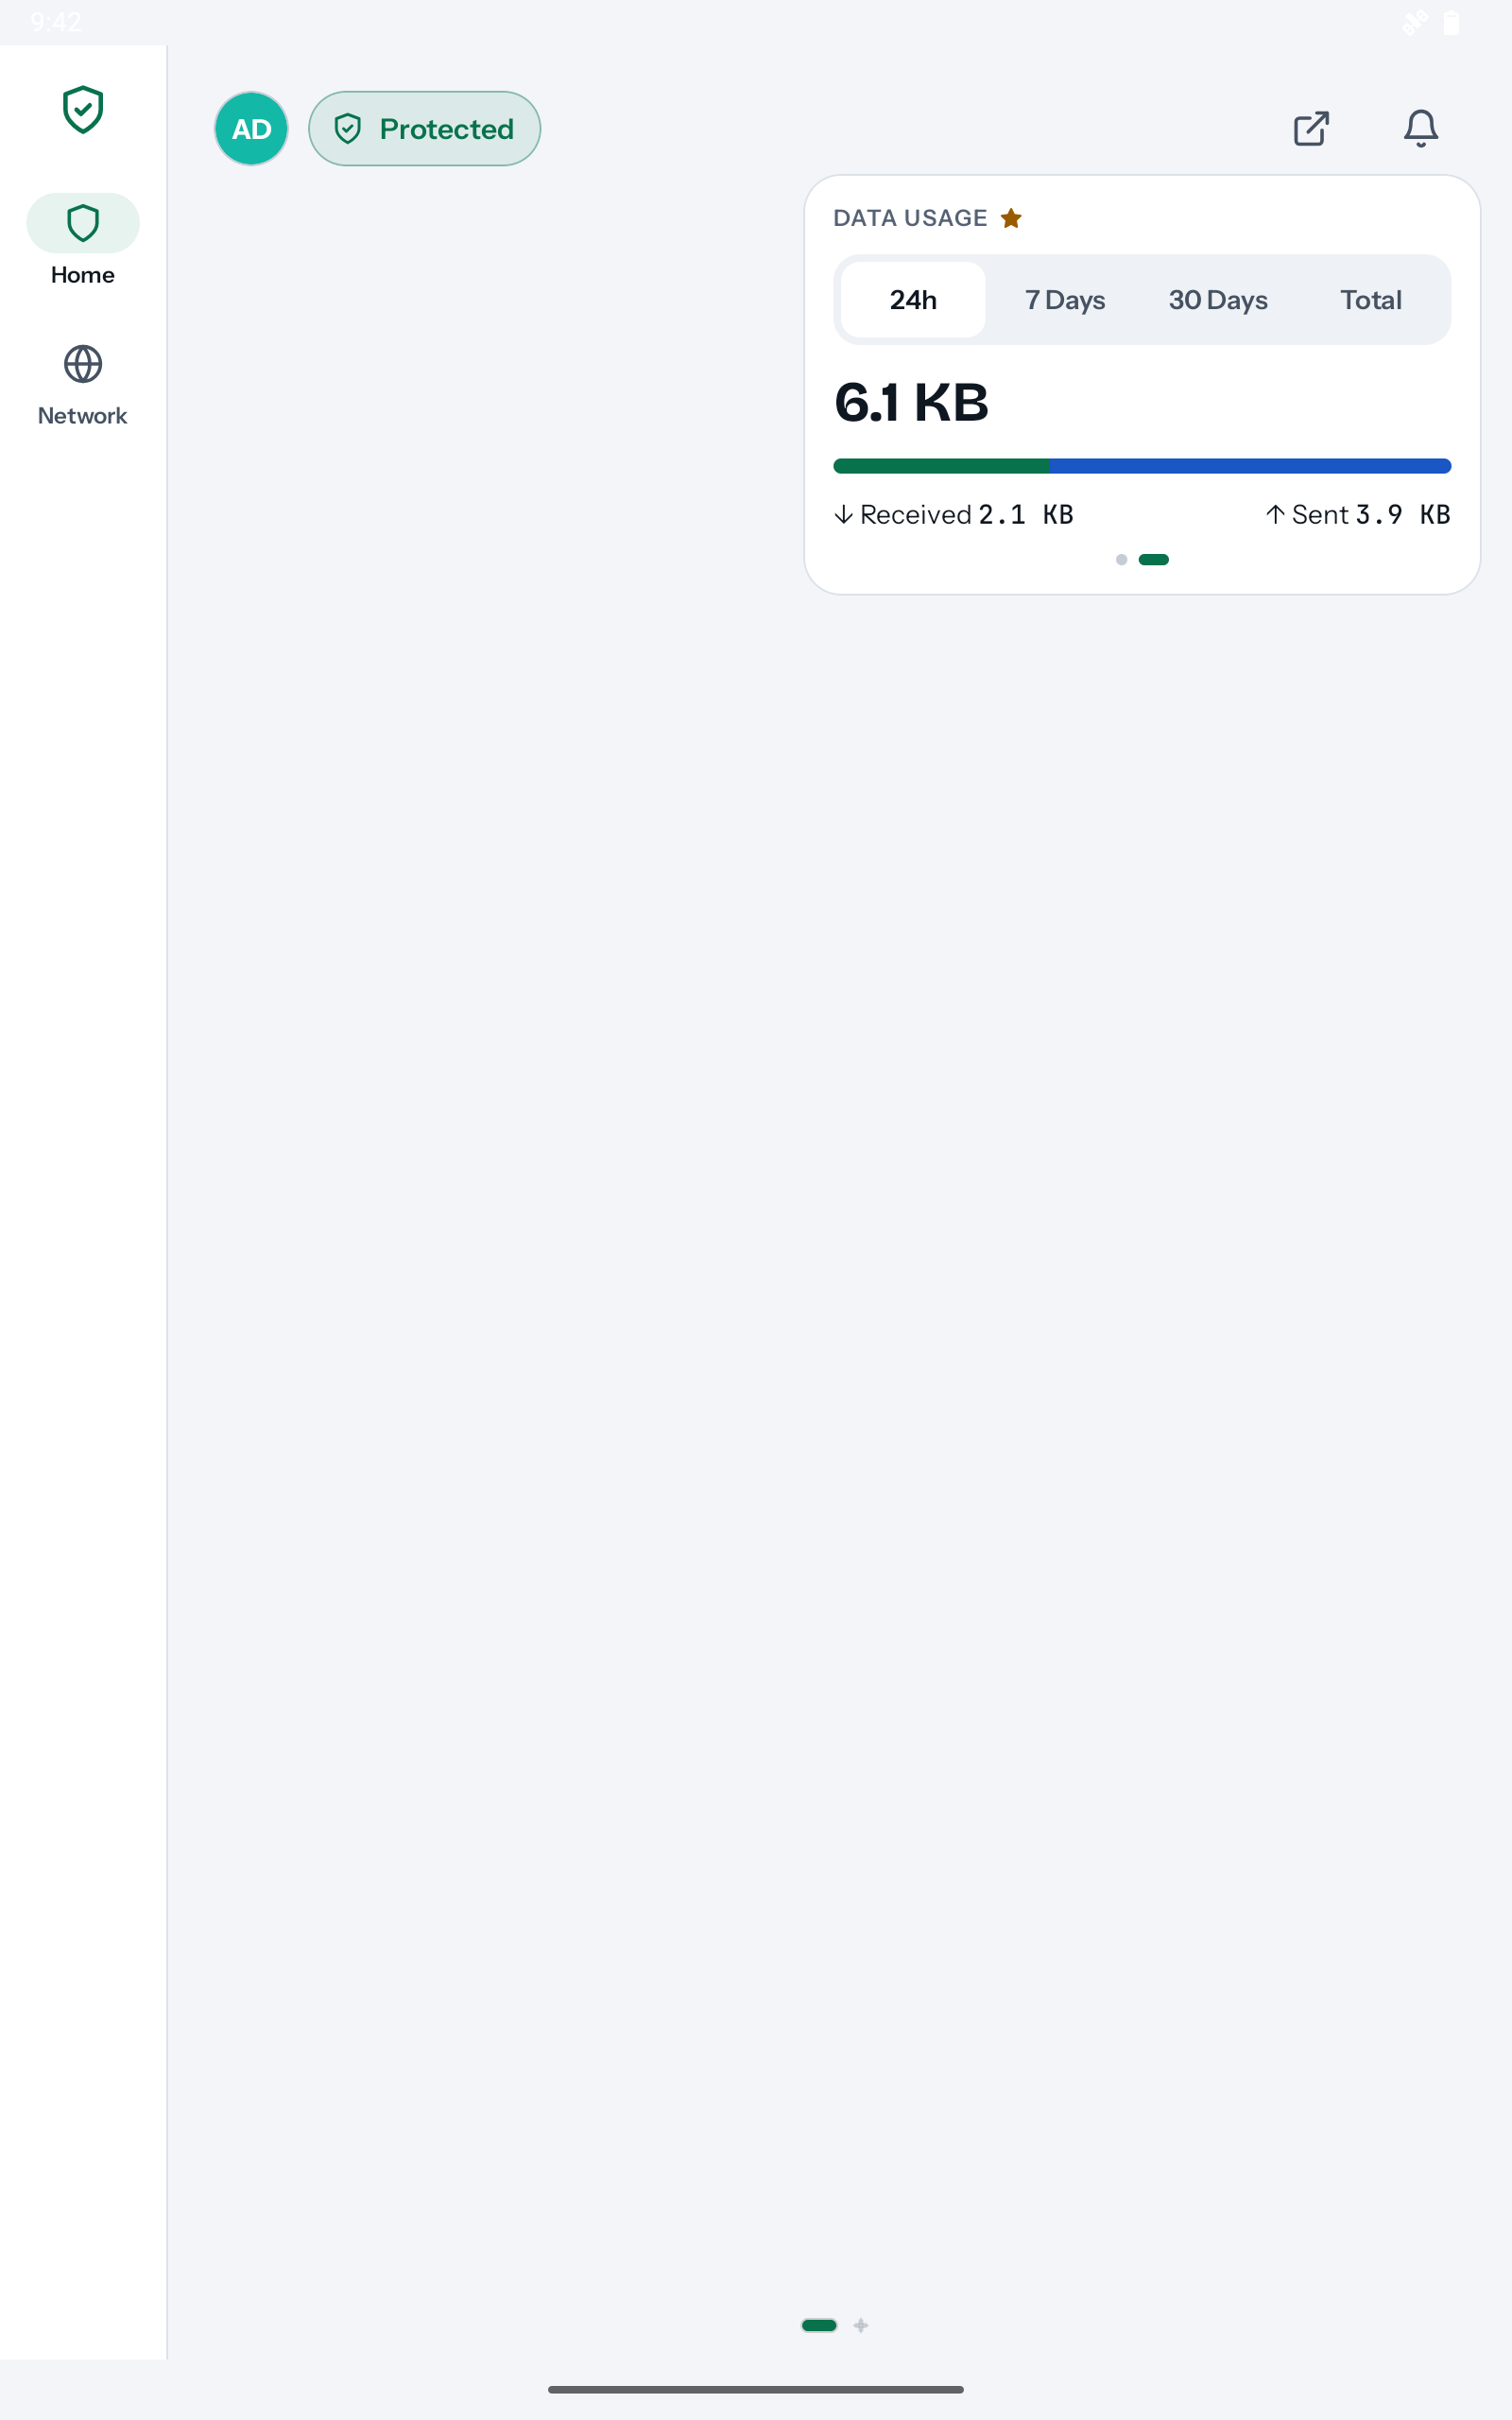 9:42
AD
Protected
Home
Network
DATA USAGE
24h 7 Days 30 Days Total
6.1 KB
↓ Received 2.1 KB ↑ Sent 3.9 KB